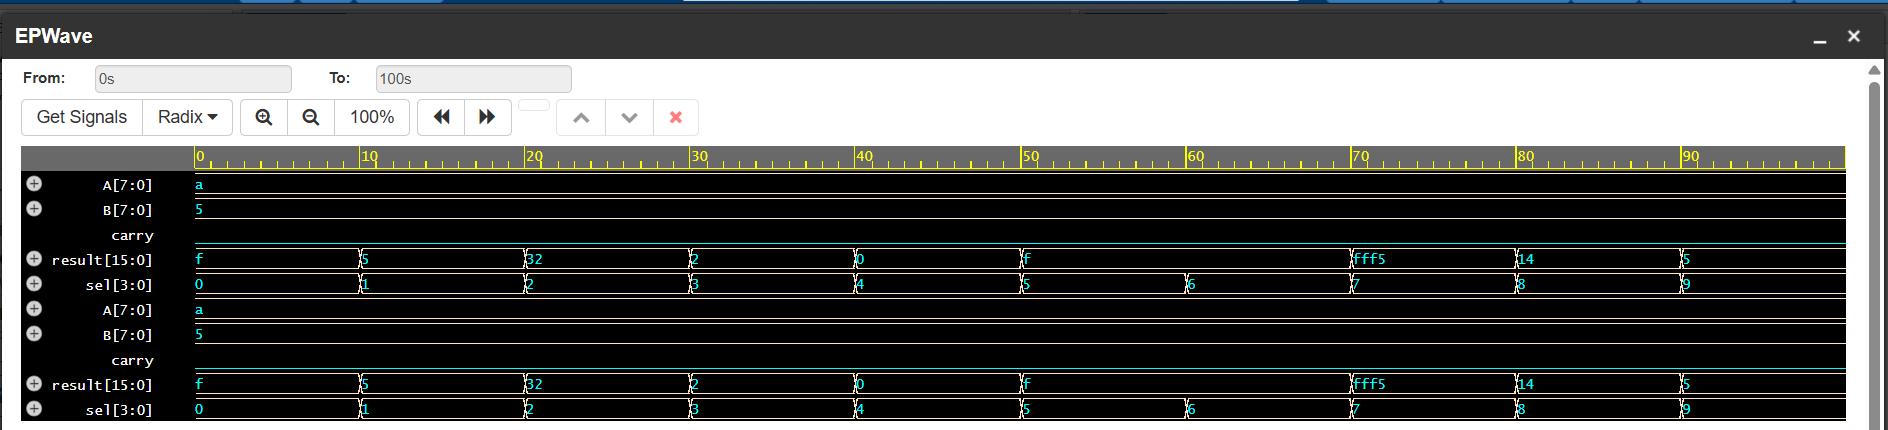 EPWave
From: 0s To: 100s
Get Signals Radix 100%
0 10 20 30 40 50 60 70 80 90
A[7:0] a
B[7:0] 5
carry
result[15:0] f 5 32 2 0 f fff5 14 5
sel[3:0] 0 1 2 3 4 5 6 7 8 9
A[7:0] a
B[7:0] 5
carry
result[15:0] f 5 32 2 0 f fff5 14 5
sel[3:0] 0 1 2 3 4 5 6 7 8 9